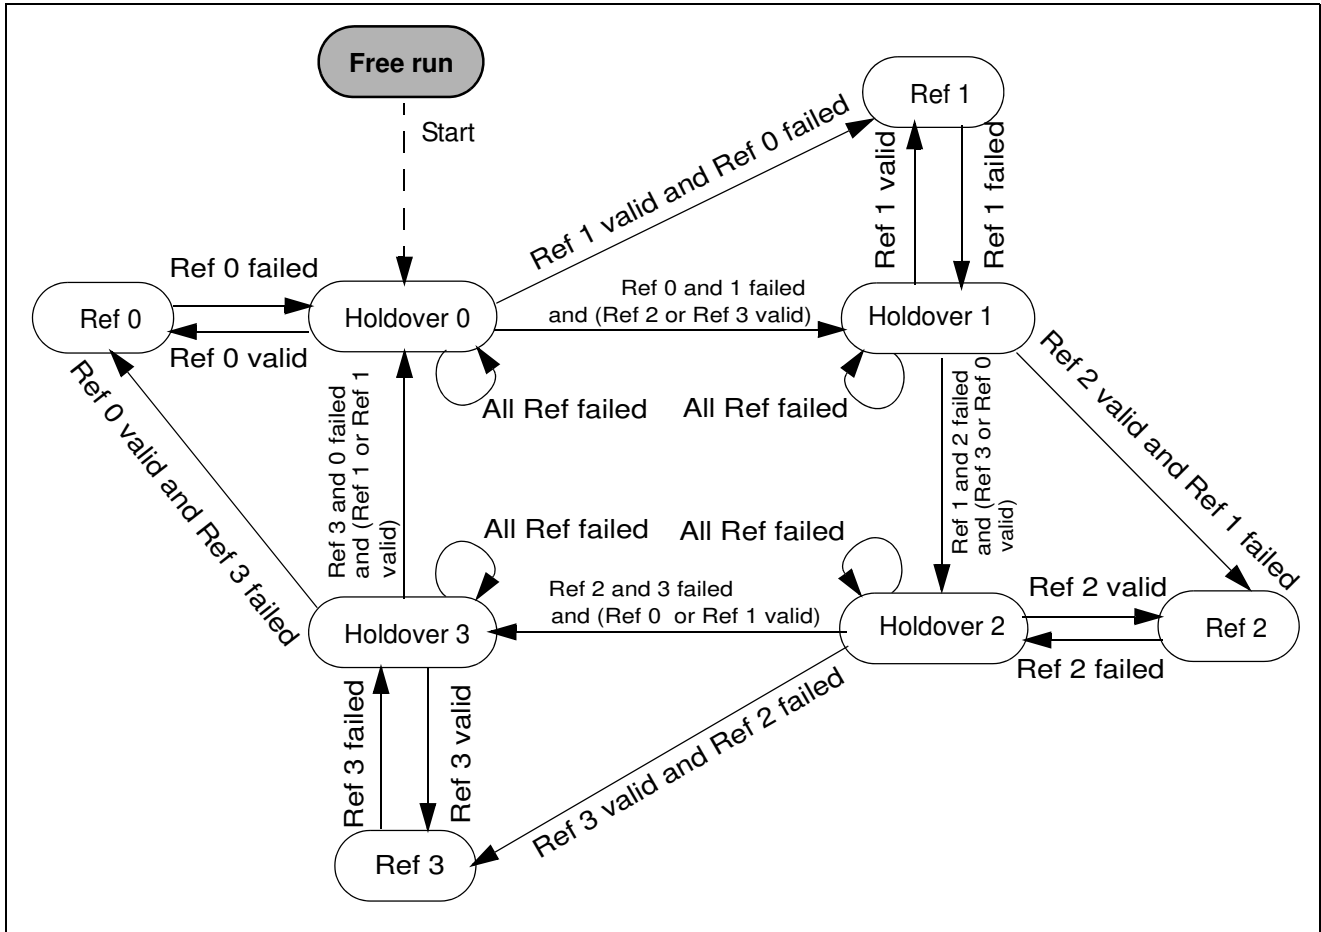 Free run
Start
Ref 1
Ref 1 valid and Ref 0 failed
Ref 1 valid
Ref 1 failed
Ref 0 failed
Ref 0
Holdover 0
Ref 0 and 1 failed
and (Ref 2 or Ref 3 valid)
Holdover 1
Ref 0 valid
All Ref failed
All Ref failed
Ref 0 valid and Ref 3 failed
Ref 3 and 0 failed
and (Ref 1 or Ref 1
valid)
Ref 1 and 2 failed
and (Ref 3 or Ref 0
valid)
Ref 2 valid and Ref 1 failed
All Ref failed
All Ref failed
Ref 2 and 3 failed
and (Ref 0  or Ref 1 valid)
Holdover 3
Holdover 2
Ref 2 valid
Ref 2
Ref 2 failed
Ref 3 failed
Ref 3 valid
Ref 3 valid and Ref 2 failed
Ref 3